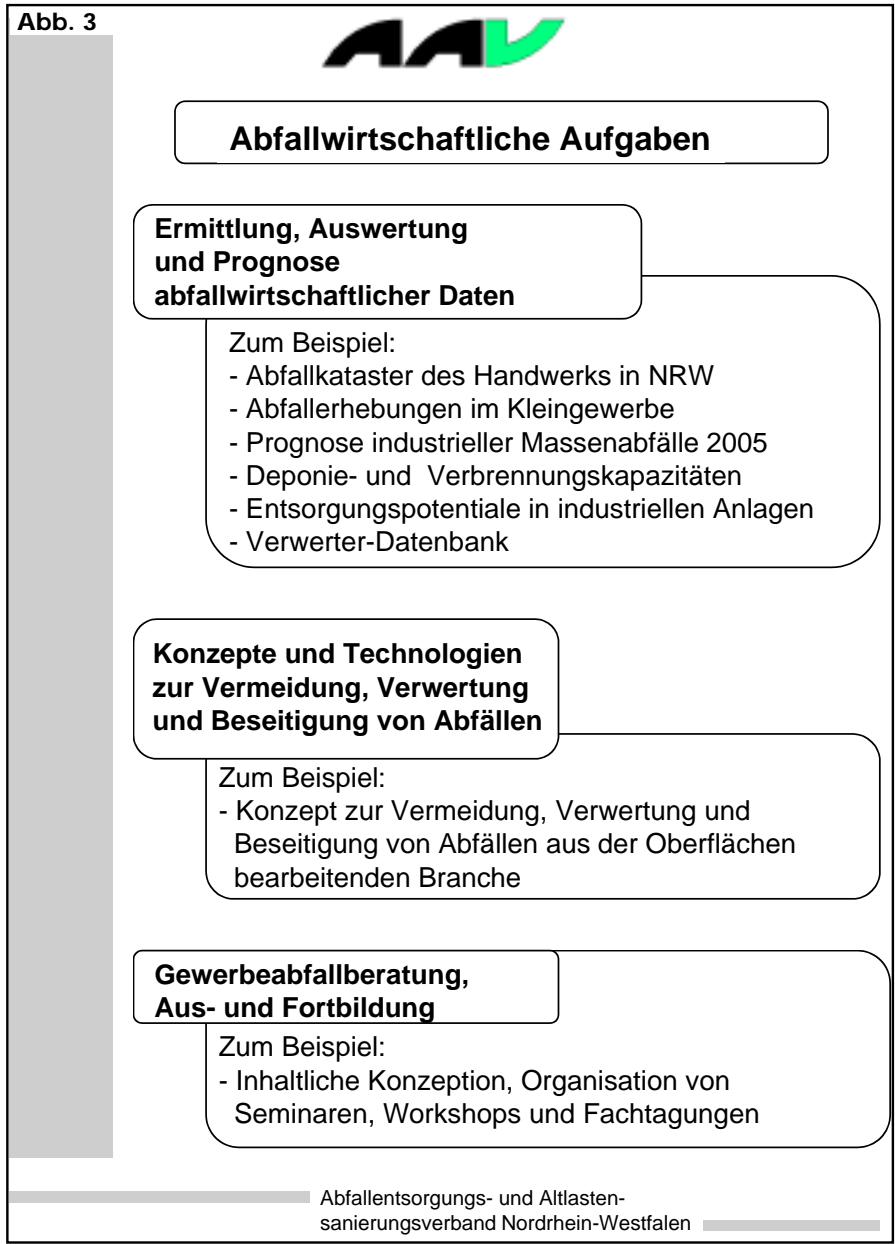 Abb. 3
AAV
Abfallwirtschaftliche Aufgaben
Ermittlung, Auswertung
und Prognose
abfallwirtschaftlicher Daten
Zum Beispiel:
- Abfallkataster des Handwerks in NRW
- Abfallerhebungen im Kleingewerbe
- Prognose industrieller Massenabfälle 2005
- Deponie- und Verbrennungskapazitäten
- Entsorgungspotentiale in industriellen Anlagen
- Verwerter-Datenbank
Konzepte und Technologien
zur Vermeidung, Verwertung
und Beseitigung von Abfällen
Zum Beispiel:
- Konzept zur Vermeidung, Verwertung und
Beseitigung von Abfällen aus der Oberflächen
bearbeitenden Branche
Gewerbeabfallberatung,
Aus- und Fortbildung
Zum Beispiel:
- Inhaltliche Konzeption, Organisation von
Seminaren, Workshops und Fachtagungen
Abfallentsorgungs- und Altlasten-
sanierungsverband Nordrhein-Westfalen